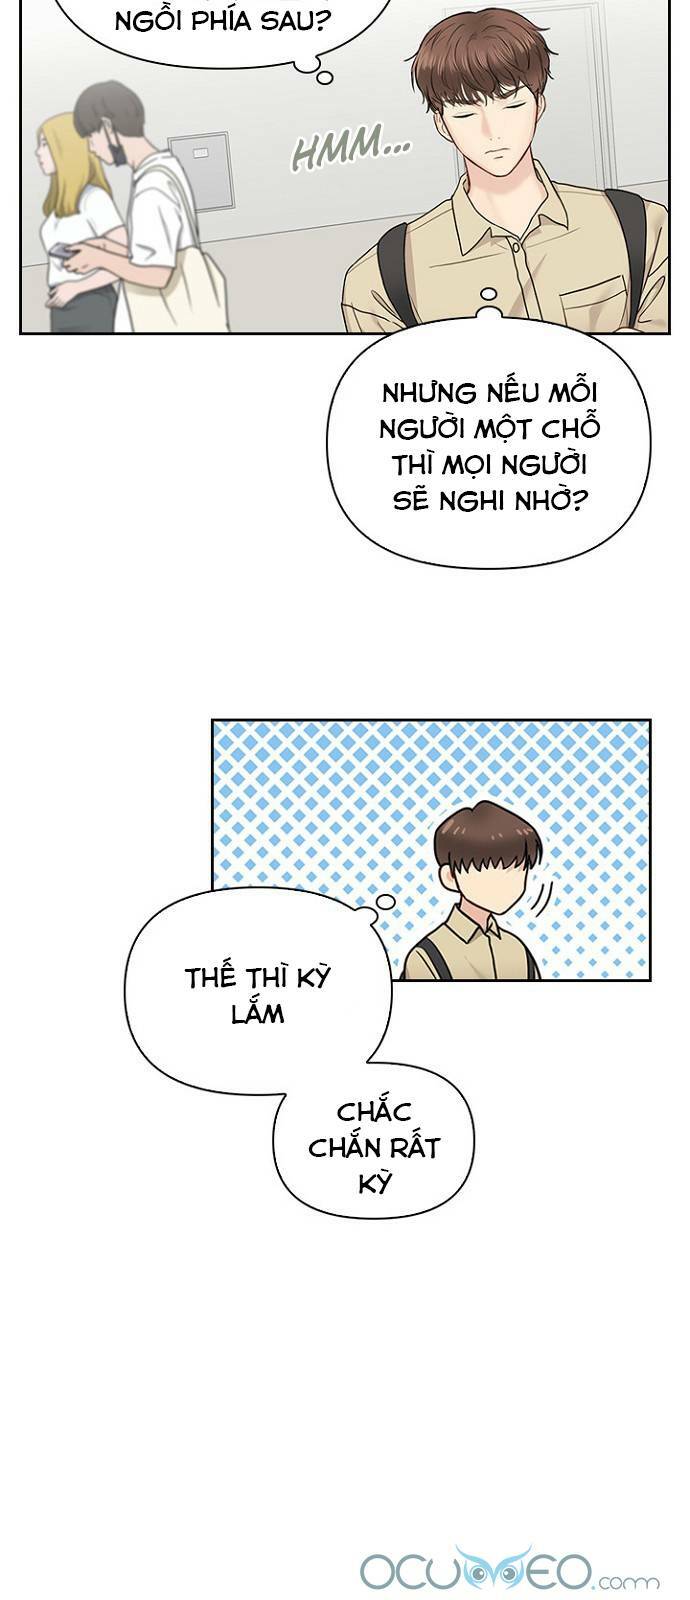 NGỒI PHÍA SAU?
HMM...
NHƯNG NẾU MỖI
NGƯỜI MỘT CHỖ
THÌ MỌI NGƯỜI
SẼ NGHI NHỜ?
THẾ THÌ KỲ
LẮM
CHẮC
CHẮN RẤT
KỲ
OCUMEO.com